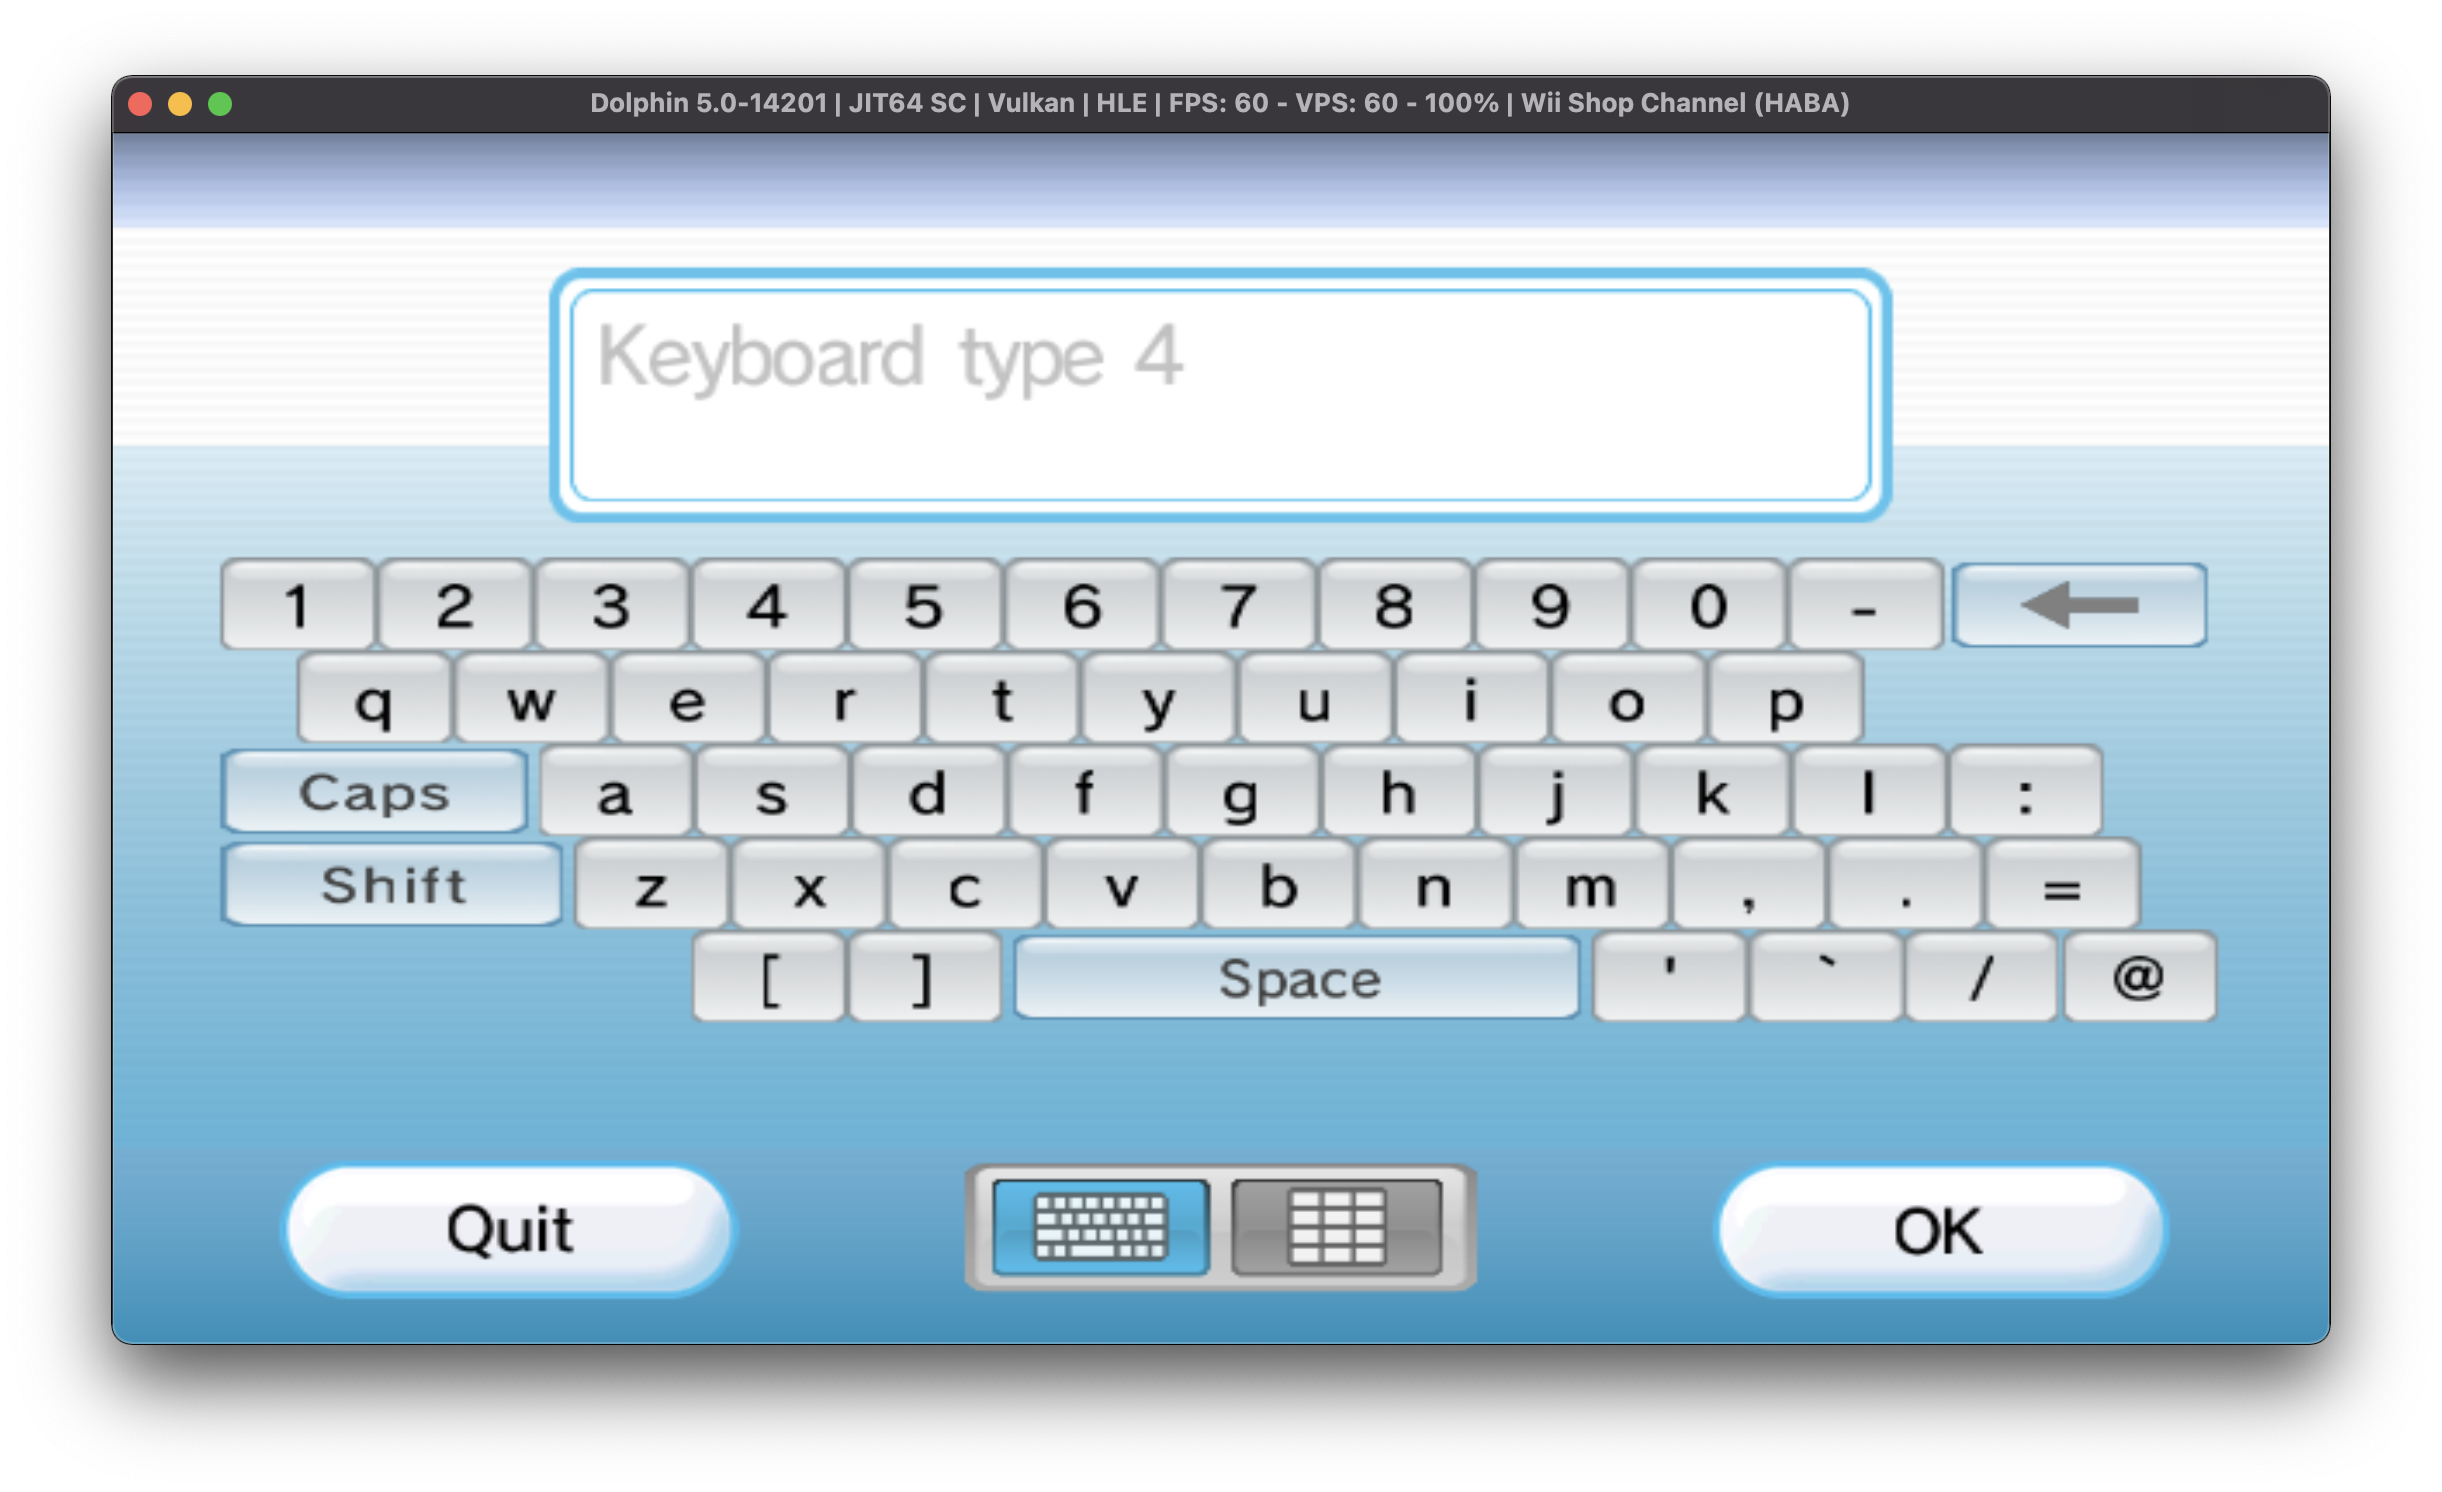 Dolphin 5.0-14201 | JIT64 SC | Vulkan | HLE | FPS: 60 - VPS: 60 - 100% | Wii Shop Channel (HABA)
Keyboard type 4
1 2 3 4 5 6 7 8 9 0 -
q w e r t y u i o p
Caps a s d f g h j k l :
Shift z x c v b n m , . =
[ ] Space ' ` / @
Quit OK